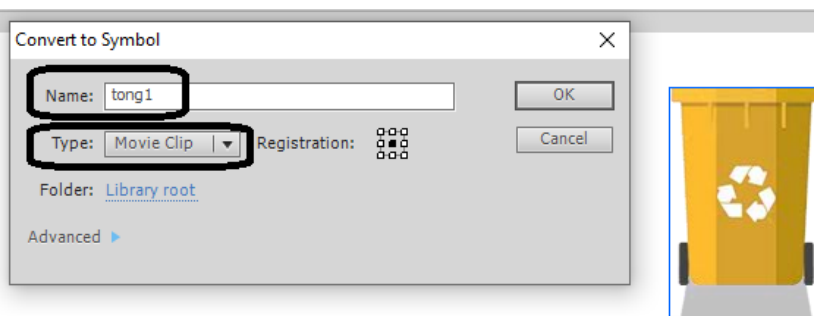 Convert to Symbol
Name: tong1 OK
Type: Movie Clip Registration: Cancel
Folder: Library root
Advanced